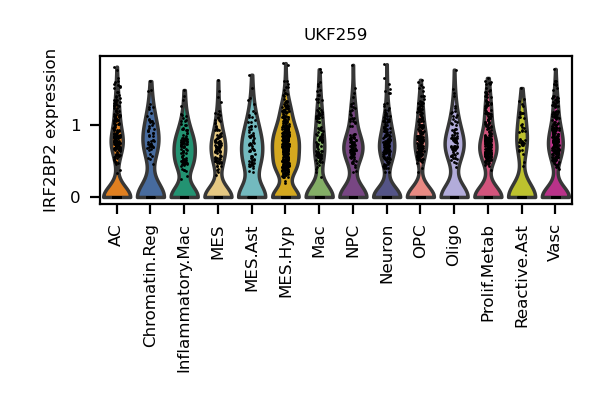 UKF259
IRF2BP2 expression
1
0
AC
Chromatin.Reg
Inflammatory.Mac
MES
MES.Ast
MES.Hyp
Mac
NPC
Neuron
OPC
Oligo
Prolif.Metab
Reactive.Ast
Vasc